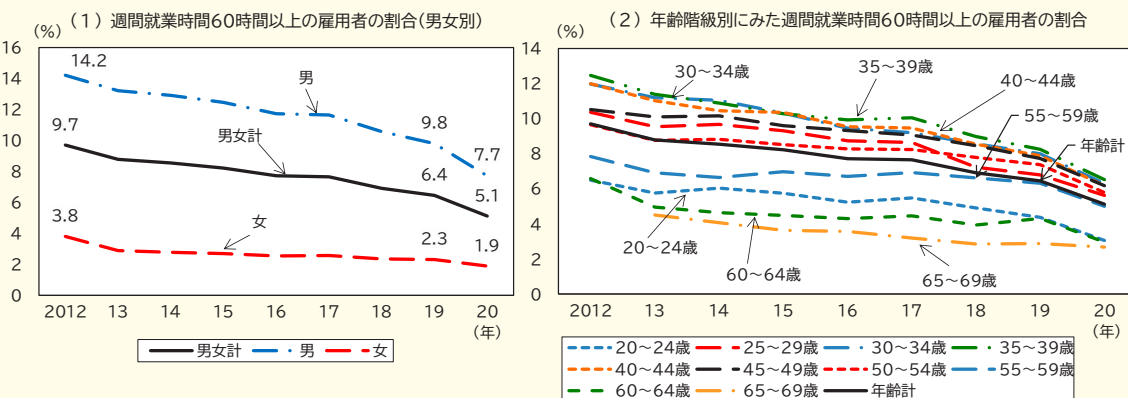 （1）週間就業時間60時間以上の雇用者の割合(男女別)
(%)
16
14
12
10
8
6
4
2
0
14.2
9.7
3.8
男
男女計
女
9.8
7.7
6.4
5.1
2.3
1.9
2012 13 14 15 16 17 18 19 20
(年)
男女計 男 女
（2）年齢階級別にみた週間就業時間60時間以上の雇用者の割合
(%)
14
12
10
8
6
4
2
0
30～34歳
35～39歳
40～44歳
55～59歳
年齢計
20～24歳
60～64歳
65～69歳
2012 13 14 15 16 17 18 19 20
(年)
20～24歳 25～29歳 30～34歳 35～39歳
40～44歳 45～49歳 50～54歳 55～59歳
60～64歳 65～69歳 年齢計